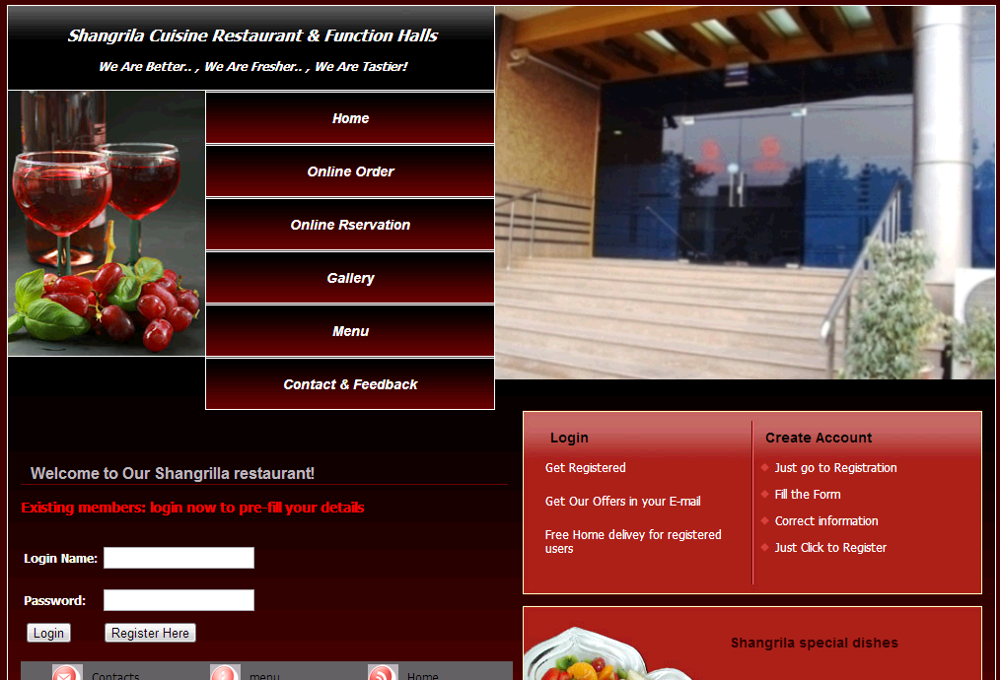 Shangrila Cuisine Restaurant & Function Halls
We Are Better.. , We Are Fresher.. , We Are Tastier!
Home
Online Order
Online Rservation
Gallery
Menu
Contact & Feedback
Welcome to Our Shangrilla restaurant!
Existing members: login now to pre-fill your details
Login Name:
Password:
Login
Register Here
Contacts
menu
Home
Login
Get Registered
Get Our Offers in your E-mail
Free Home delivey for registered
users
Create Account
Just go to Registration
Fill the Form
Correct information
Just Click to Register
Shangrila special dishes